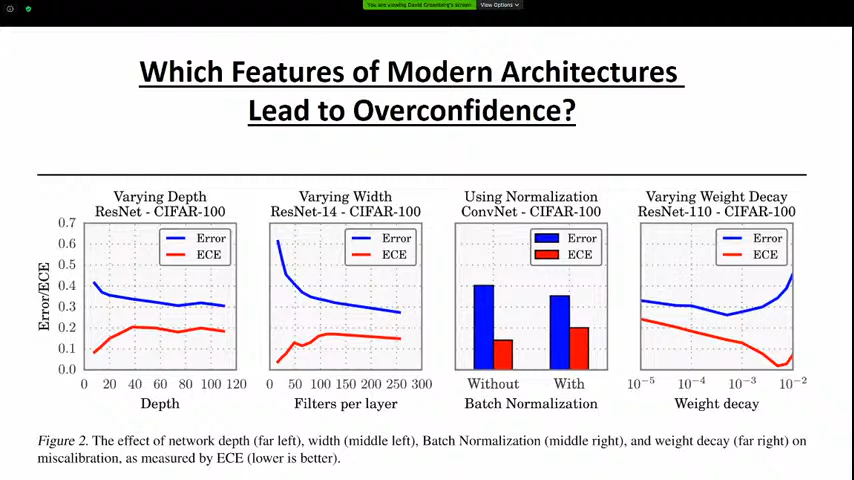 You are viewing David Greenberg's screen View Options
Which Features of Modern Architectures
Lead to Overconfidence?
Varying Depth
ResNet - CIFAR-100
Varying Width
ResNet-14 - CIFAR-100
Using Normalization
ConvNet - CIFAR-100
Varying Weight Decay
ResNet-110 - CIFAR-100
Error/ECE
0.7
0.6
0.5
0.4
0.3
0.2
0.1
0.0
Error
ECE
0 20 40 60 80 100 120
Depth
Error
ECE
0 50 100 150 200 250 300
Filters per layer
Error
ECE
Without With
Batch Normalization
Error
ECE
10⁻⁵ 10⁻⁴ 10⁻³ 10⁻²
Weight decay
Figure 2. The effect of network depth (far left), width (middle left), Batch Normalization (middle right), and weight decay (far right) on
miscalibration, as measured by ECE (lower is better).